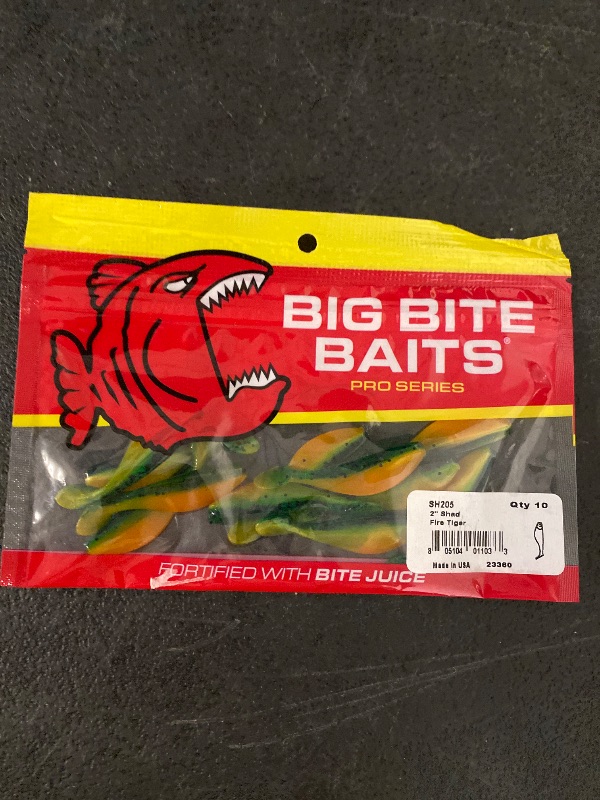 BIG BITE
BAITS®
PRO SERIES
SH205 Qty 10
2" Shad
Fire Tiger
8 05104 01103 3
Made in USA 23360
FORTIFIED WITH BITE JUICE